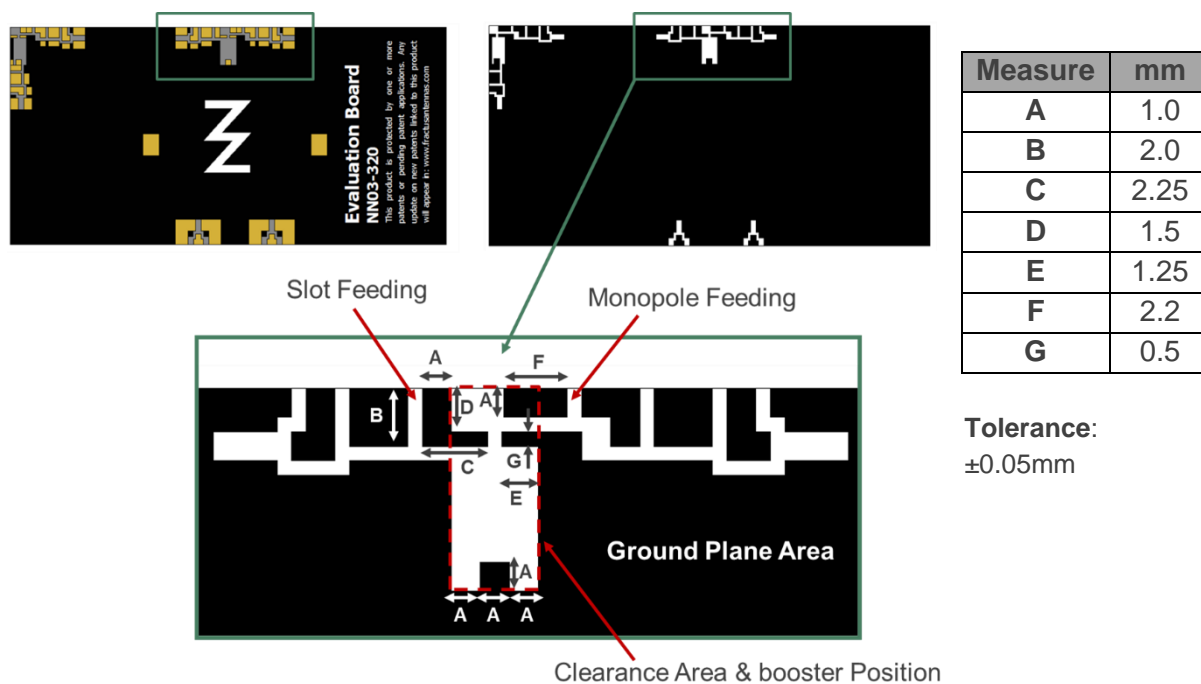 Evaluation Board
NN03-320
This product is protected by one or more
patents or pending patent applications. Any
update on new patents linked to this product
will appear in: www.fractusantennas.com
Measure mm
A 1.0
B 2.0
C 2.25
D 1.5
E 1.25
F 2.2
G 0.5
Tolerance:
±0.05mm
Slot Feeding
Monopole Feeding
A
F
B
D
A
C
G
E
Ground Plane Area
A
A
A
A
Clearance Area & booster Position